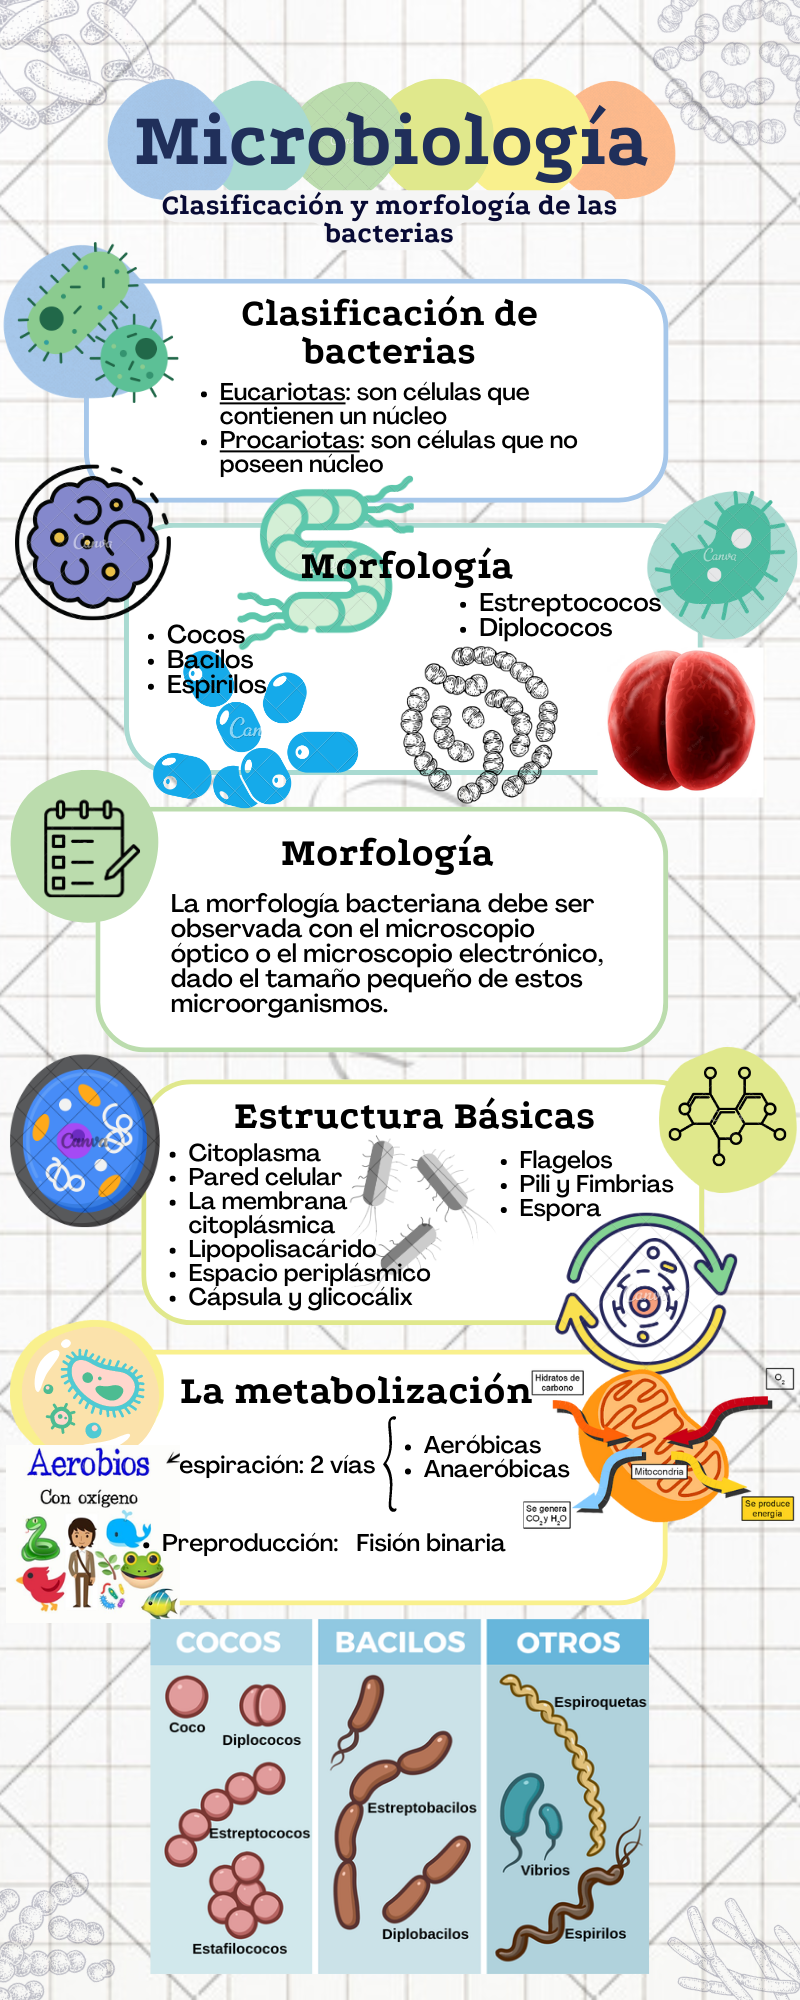 Microbiología
Clasificación y morfología de las
bacterias
Clasificación de
bacterias
• Eucariotas: son células que
contienen un núcleo
• Procariotas: son células que no
poseen núcleo
Canva
Canva
Morfología
• Cocos
• Bacilos
• Espirilos
• Estreptococos
• Diplococos
Can
Morfología
La morfología bacteriana debe ser
observada con el microscopio
óptico o el microscopio electrónico,
dado el tamaño pequeño de estos
microorganismos.
Canva
Estructura Básicas
• Citoplasma
• Pared celular
• La membrana
citoplásmica
• Lipopolisacárido
• Espacio periplásmico
• Cápsula y glicocálix
• Flagelos
• Pili y Fimbrias
• Espora
La metabolización
espiración: 2 vías
• Aeróbicas
• Anaeróbicas
• Preproducción: Fisión binaria
Aerobios
Con oxígeno
Hidratos de
carbono
O2
Mitocondria
Se genera
CO2 y H2O
Se produce
energía
COCOS
Coco
Diplococos
Estreptococos
Estafilococos
BACILOS
Estreptobacilos
Diplobacilos
OTROS
Espiroquetas
Vibrios
Espirilos